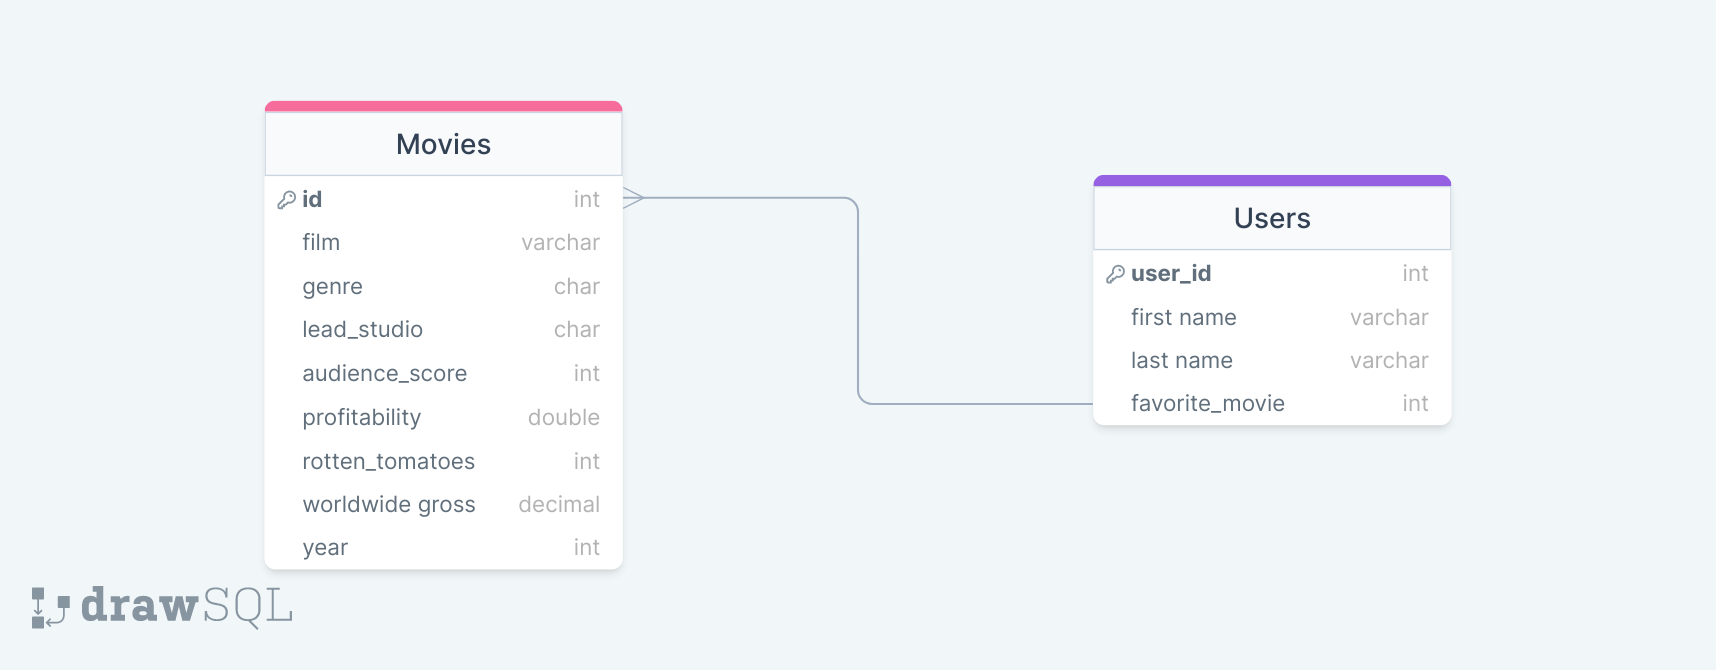 Movies
id int
film varchar
genre char
lead_studio char
audience_score int
profitability double
rotten_tomatoes int
worldwide gross decimal
year int
Users
user_id int
first name varchar
last name varchar
favorite_movie int
drawSQL